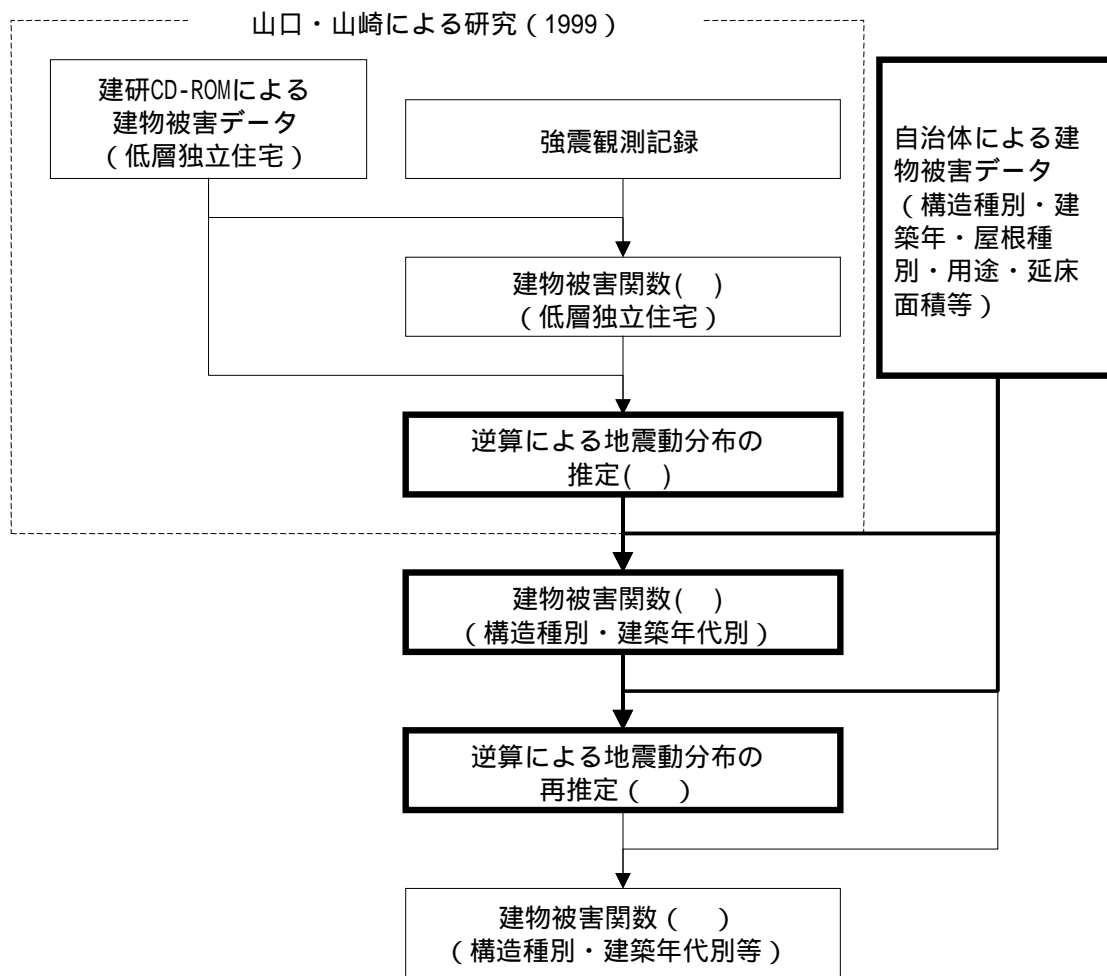 山口・山崎による研究（1999）
建研CD-ROMによる
建物被害データ
（低層独立住宅）
強震観測記録
自治体による建
物被害データ
（構造種別・建
築年・屋根種
別・用途・延床
面積等）
建物被害関数(　)
（低層独立住宅）
逆算による地震動分布の
推定(　)
建物被害関数(　)
（構造種別・建築年代別）
逆算による地震動分布の
再推定（　）
建物被害関数（　）
（構造種別・建築年代別等）